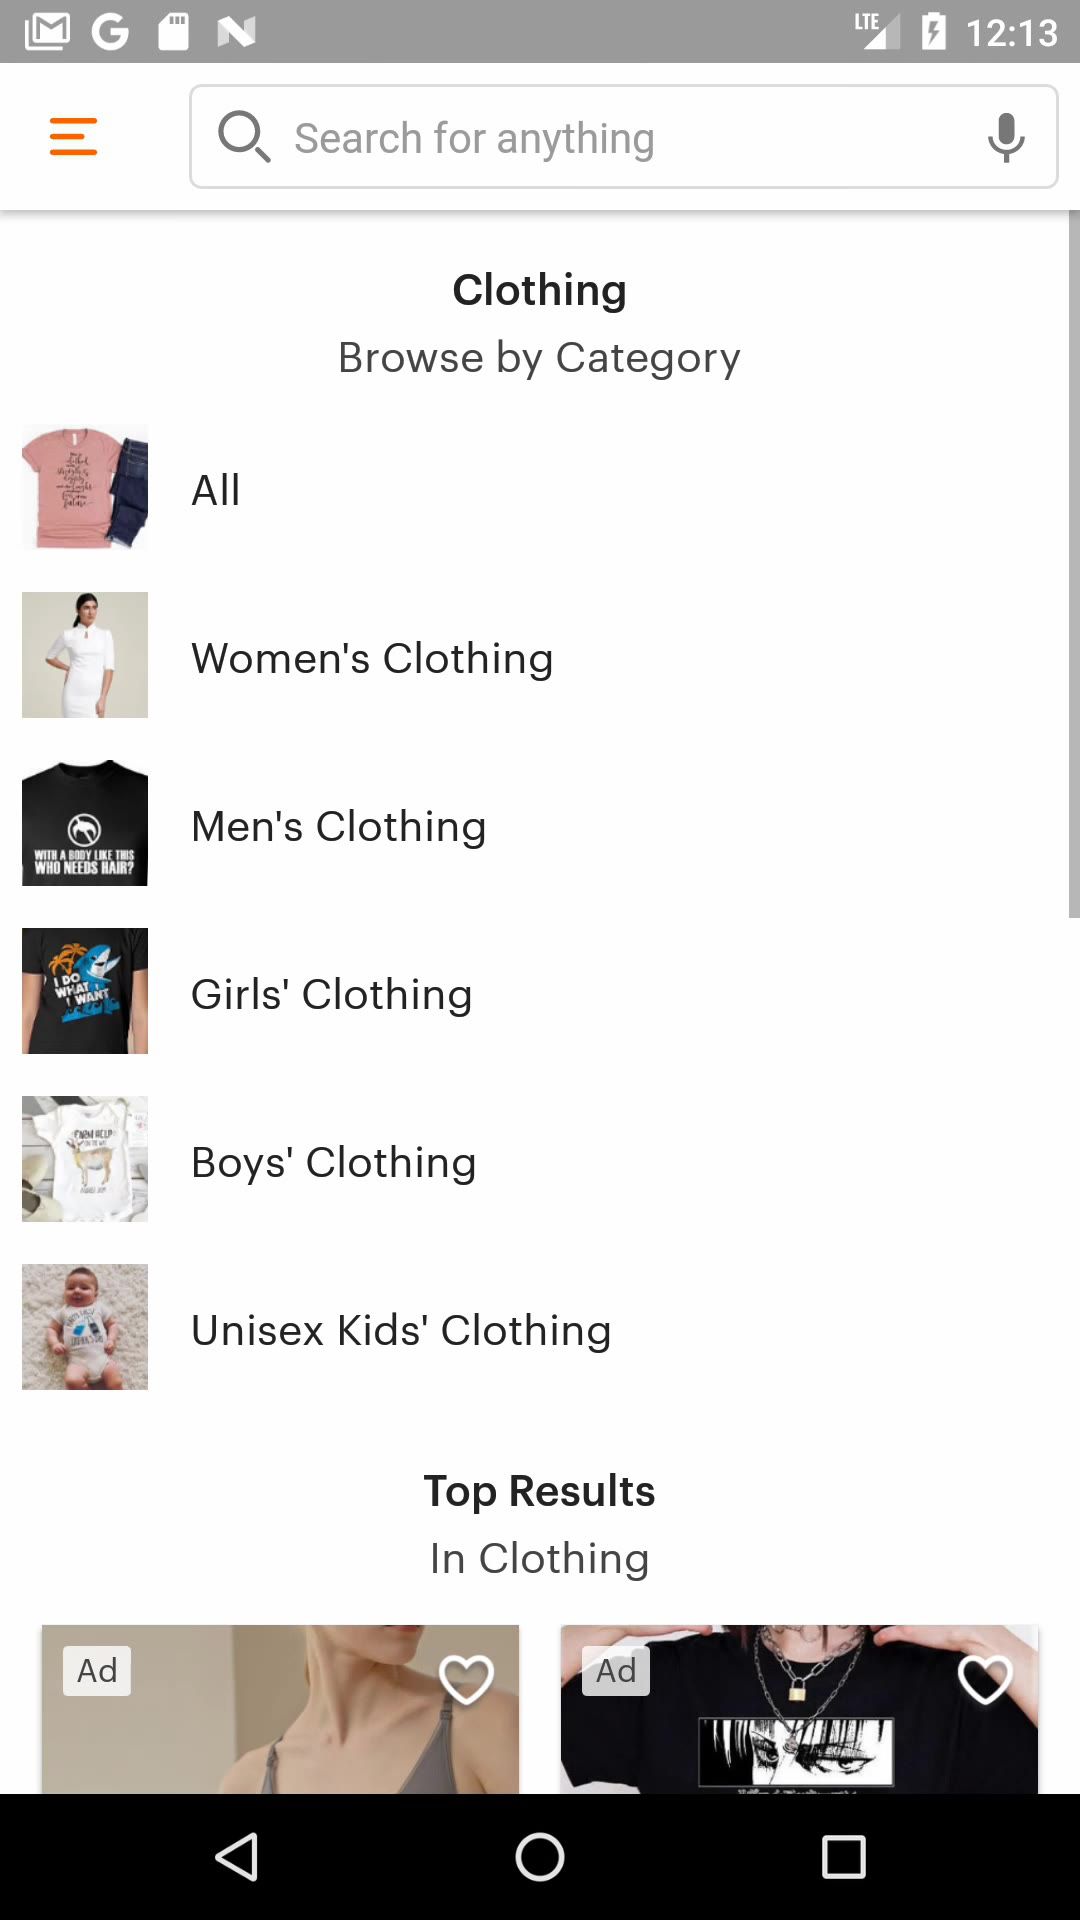 LTE 12:13
Search for anything
Clothing
Browse by Category
All
Women's Clothing
WITH A BODY LIKE THIS
WHO NEEDS HAIR?
Men's Clothing
I DO
WHAT
I WANT
Girls' Clothing
FARM HELP
Boys' Clothing
Unisex Kids' Clothing
Top Results
In Clothing
Ad
Ad